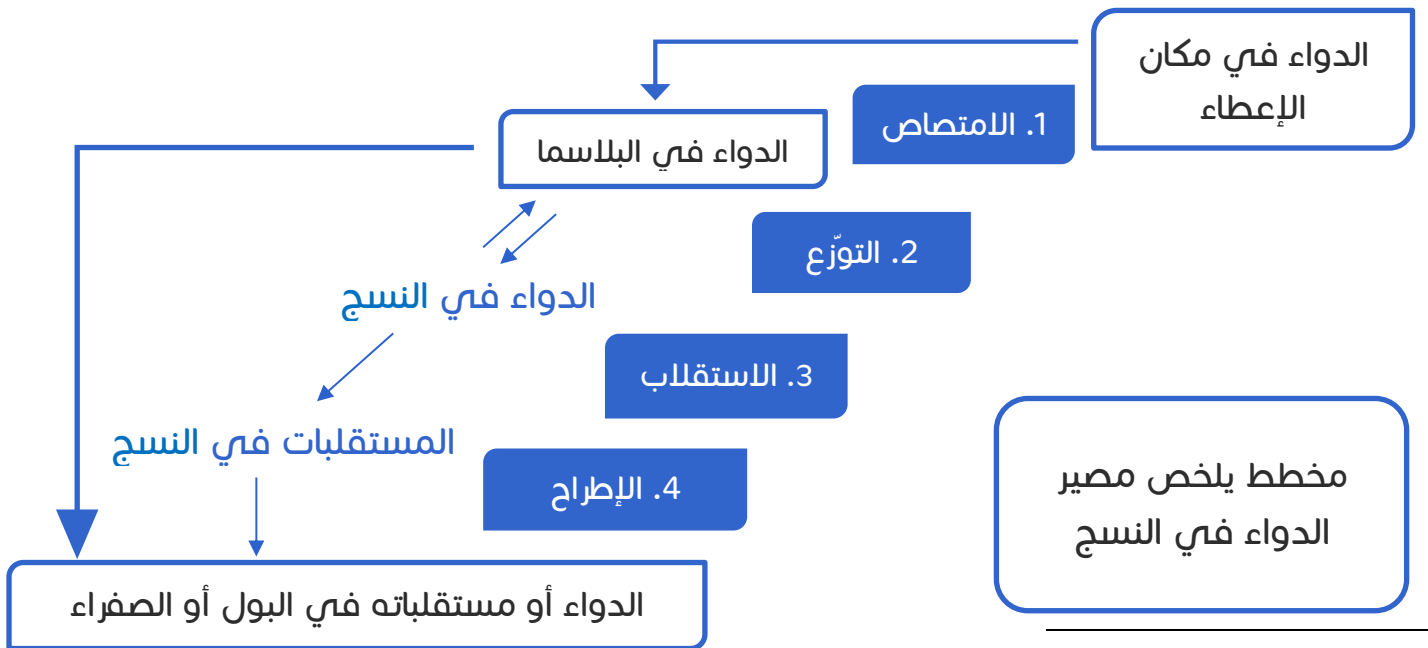 الدواء في مكان
الإعطاء
1. الامتصاص
الدواء في البلاسما
2. التوزّع
الدواء في النسج
3. الاستقلاب
المستقلبات في النسج
4. الإطراح
مخطط يلخص مصير
الدواء في النسج
الدواء أو مستقلباته في البول أو الصفراء